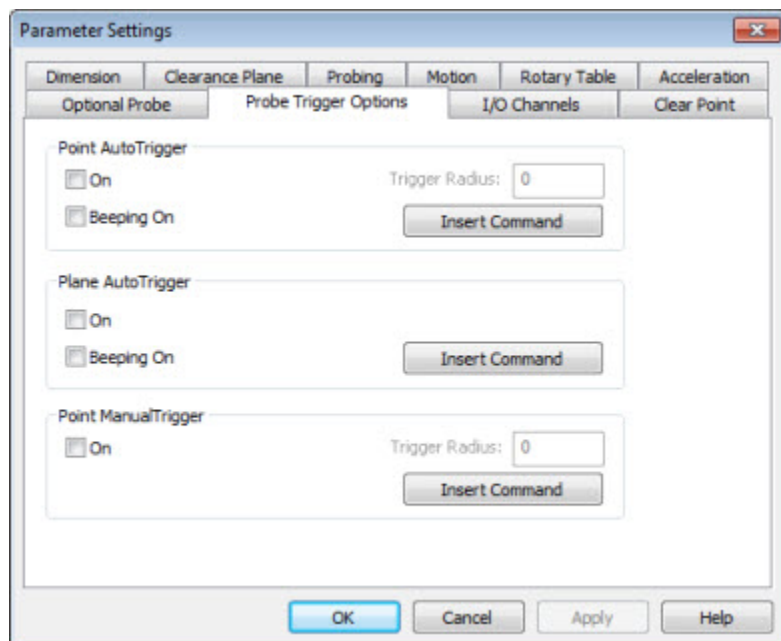 Parameter Settings
Dimension Clearance Plane Probing Motion Rotary Table Acceleration
Optional Probe Probe Trigger Options I/O Channels Clear Point
Point AutoTrigger
On Trigger Radius: 0
Beeping On Insert Command
Plane AutoTrigger
On
Beeping On Insert Command
Point ManualTrigger
On Trigger Radius: 0
Insert Command
OK Cancel Apply Help